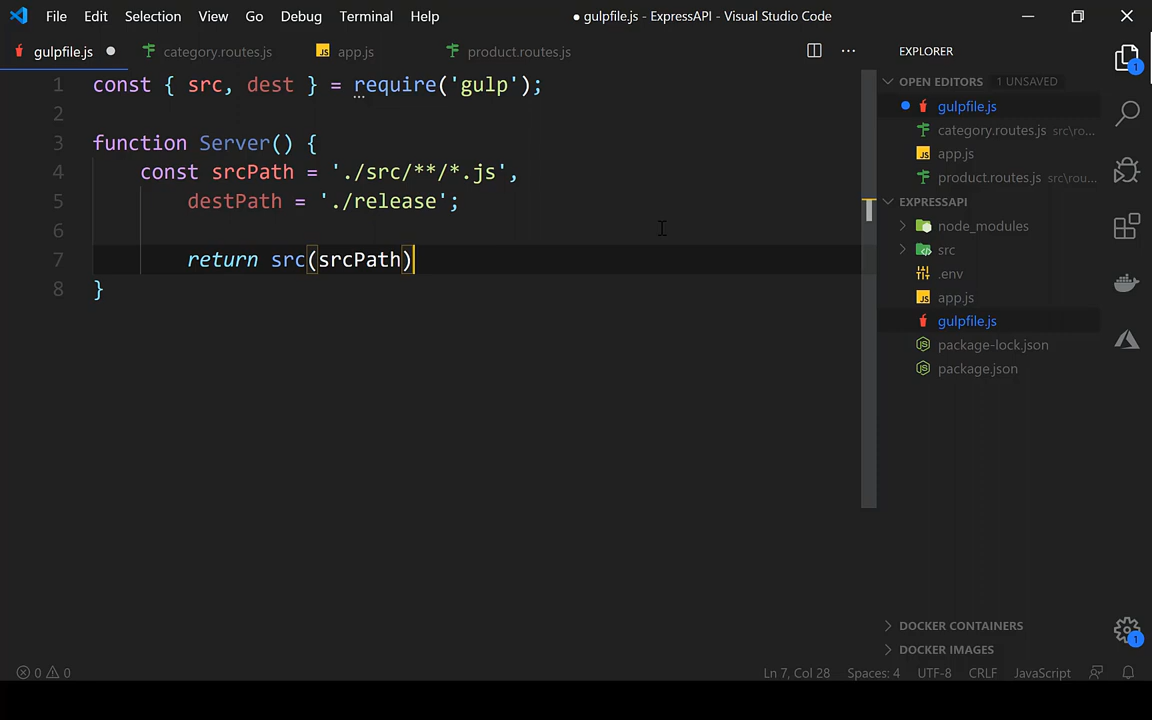 File Edit Selection View Go Debug Terminal Help ● gulpfile.js - ExpressAPI - Visual Studio Code
gulpfile.js ● category.routes.js JS app.js product.routes.js
1 const { src, dest } = require('gulp');
2
3 function Server() {
4 const srcPath = './src/**/*.js',
5 destPath = './release';
6
7 return src(srcPath)
8 }
EXPLORER
OPEN EDITORS 1 UNSAVED
gulpfile.js
category.routes.js src\ro...
JS app.js
product.routes.js src\rou...
EXPRESSAPI
node_modules
src
.env
JS app.js
gulpfile.js
package-lock.json
package.json
DOCKER CONTAINERS
DOCKER IMAGES
1
1
0 0 Ln 7, Col 28 Spaces: 4 UTF-8 CRLF JavaScript